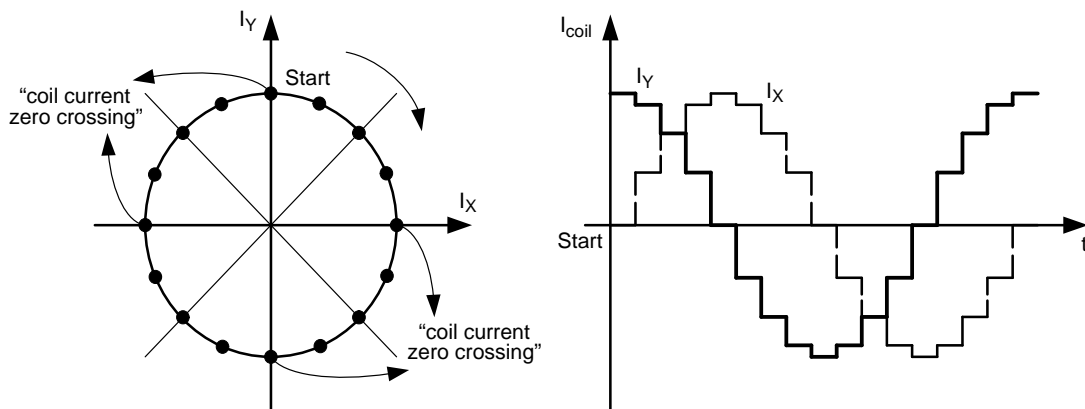 I_Y
Start
“coil current
zero crossing”
I_X
“coil current
zero crossing”
I_coil
I_Y
I_X
Start
t